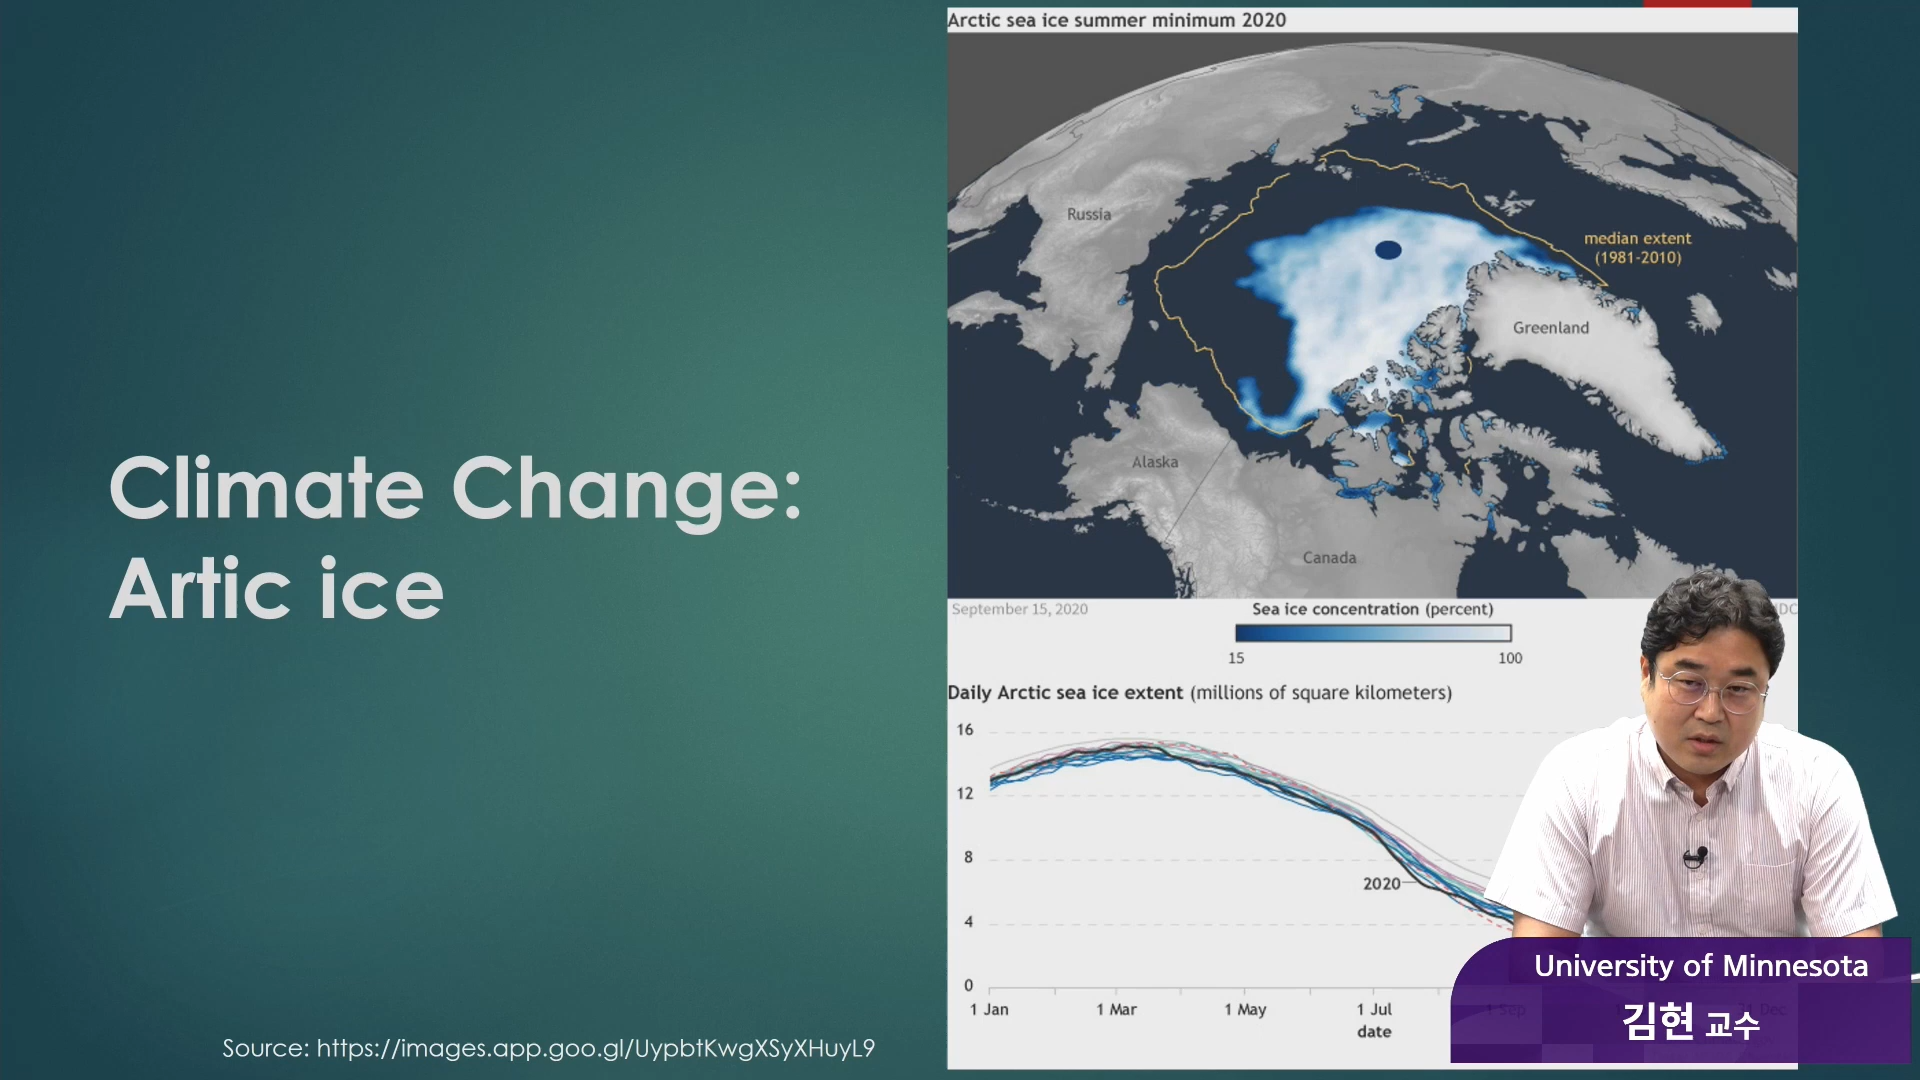 Climate Change:
Artic ice
Source: https://images.app.goo.gl/UypbtKwgXSyXHuyL9
Arctic sea ice summer minimum 2020
Russia
median extent
(1981-2010)
Greenland
Alaska
Canada
September 15, 2020
Sea ice concentration (percent)
15 100
Daily Arctic sea ice extent (millions of square kilometers)
16
12
8
2020
4
0
1 Jan 1 Mar 1 May 1 Jul 1 Sep Dec
date
University of Minnesota
김현 교수